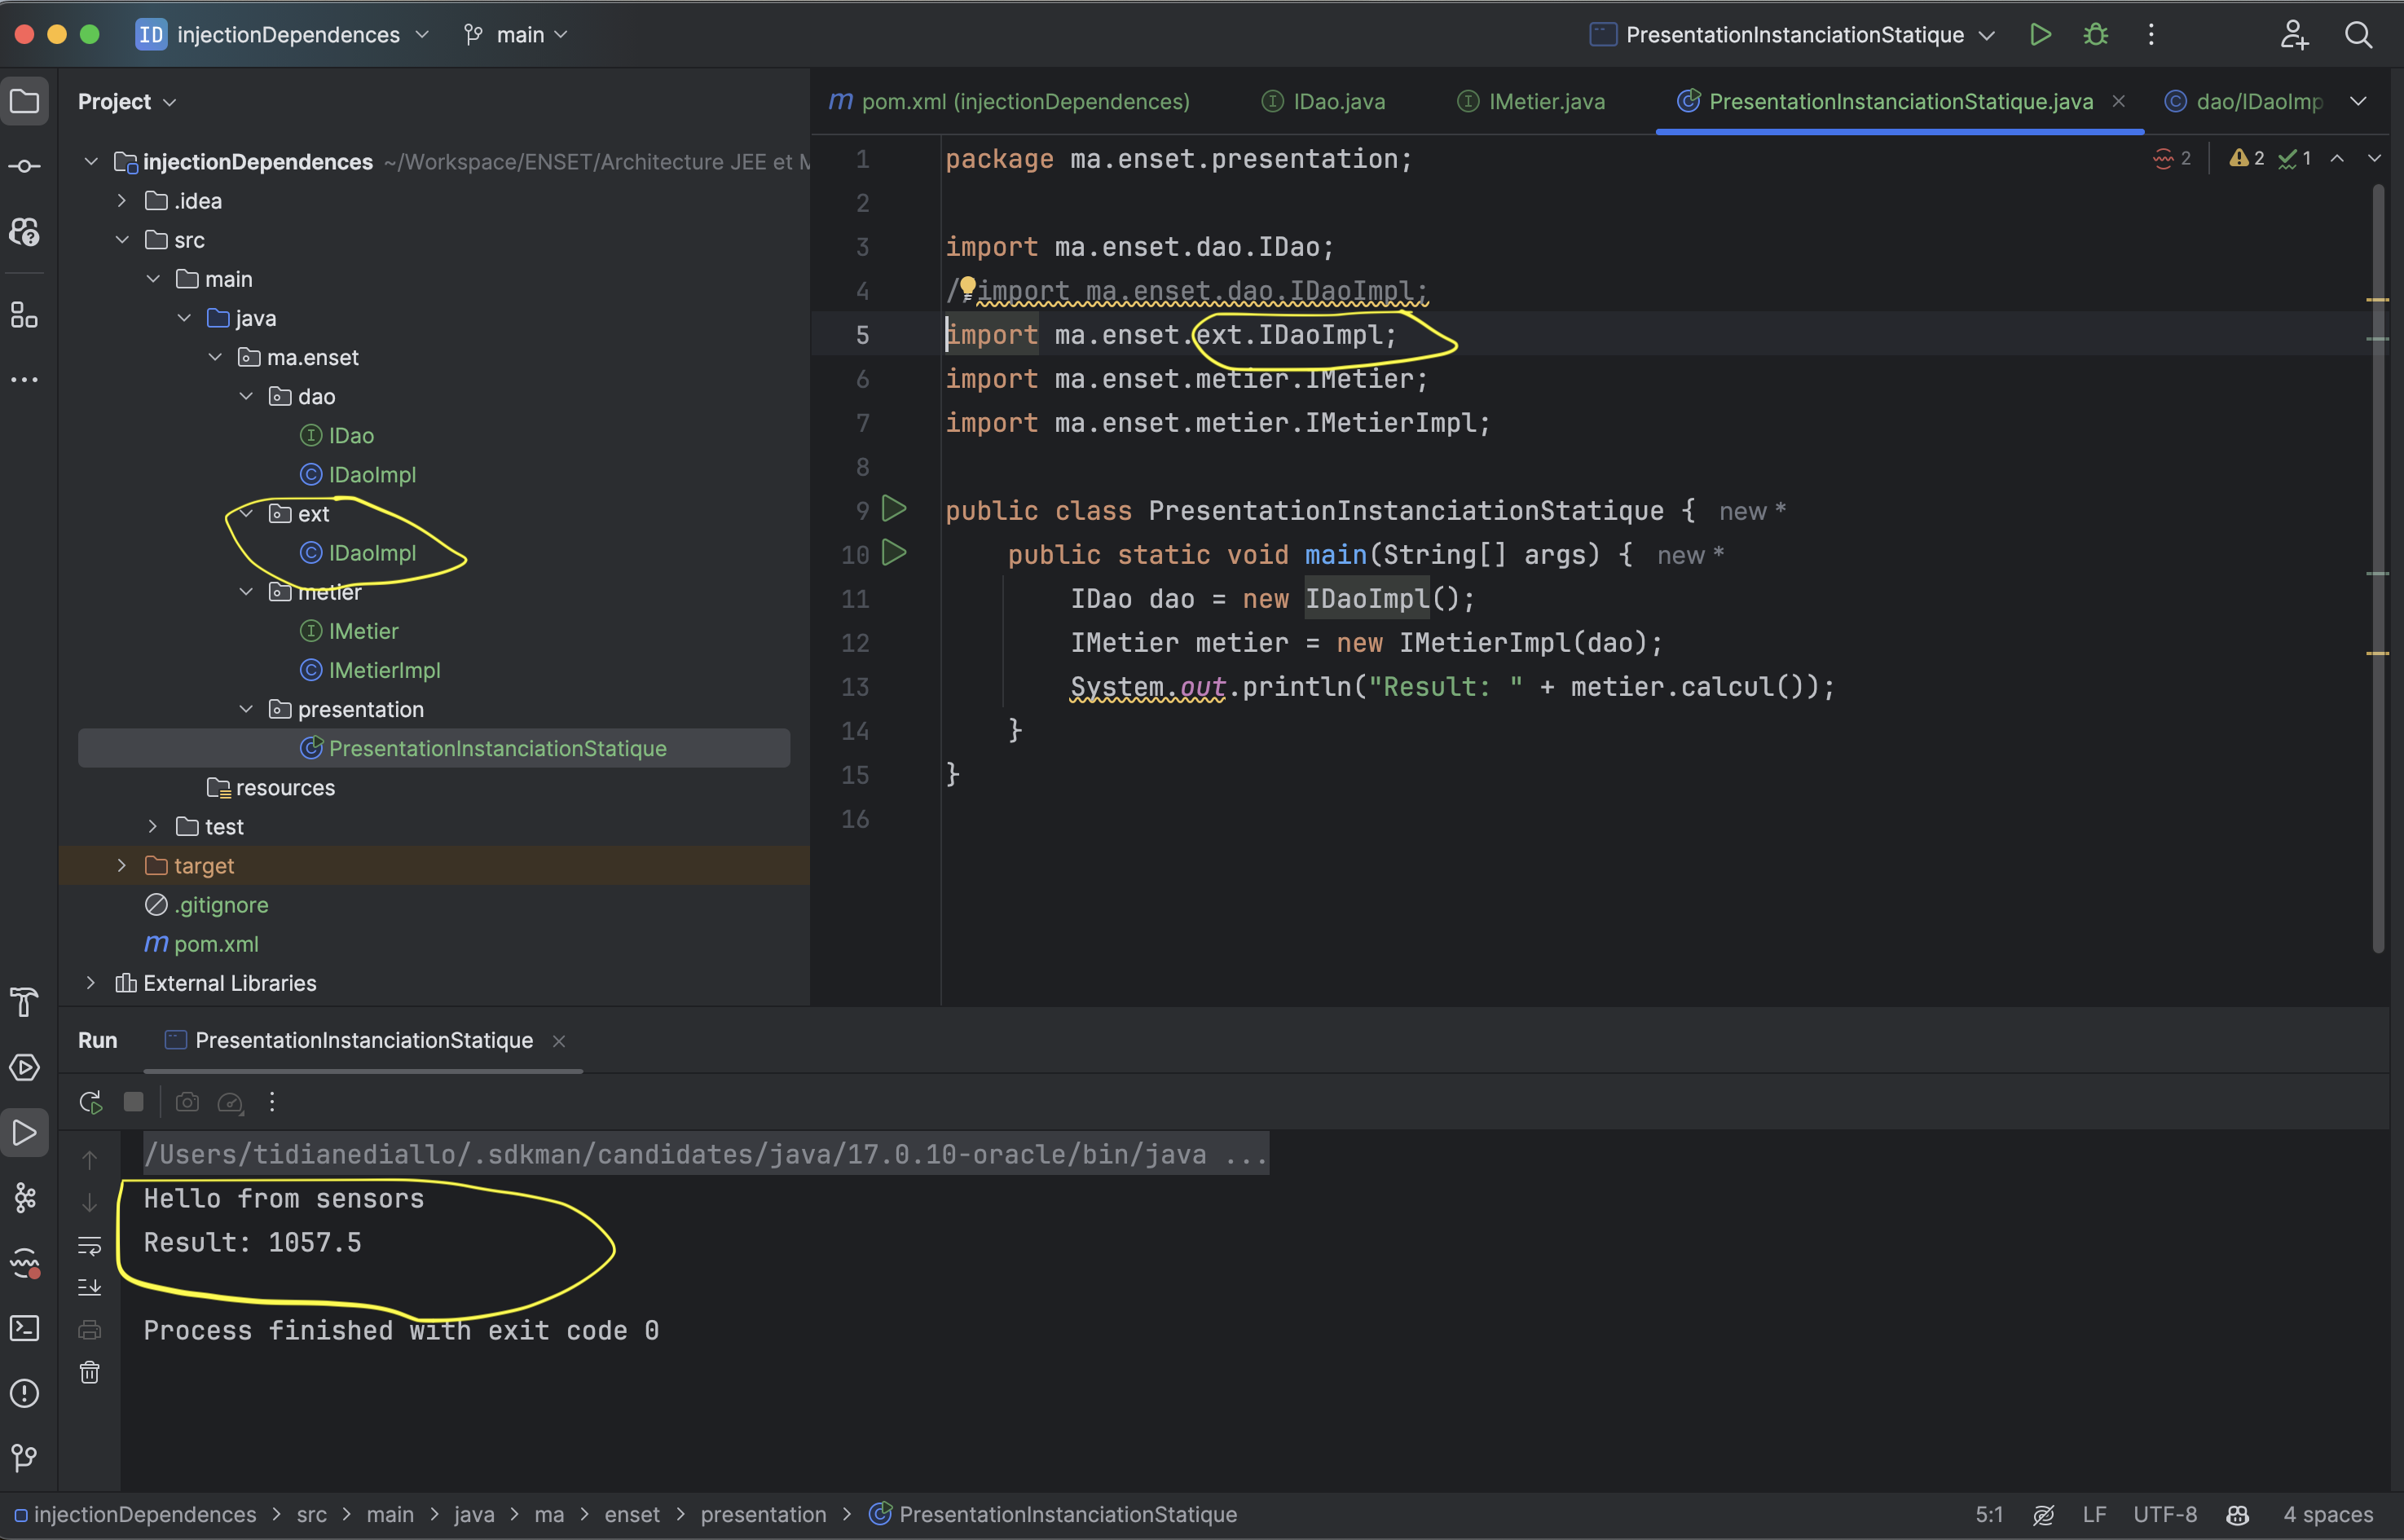 ID injectionDependences main PresentationInstanciationStatique
Project
m pom.xml (injectionDependences) IDao.java IMetier.java PresentationInstanciationStatique.java dao/IDaoImp
injectionDependences ~/Workspace/ENSET/Architecture JEE et M
.idea
src
main
java
ma.enset
dao
IDao
IDaoImpl
ext
IDaoImpl
metier
IMetier
IMetierImpl
presentation
PresentationInstanciationStatique
resources
test
target
.gitignore
m pom.xml
External Libraries
2 2 1
1 package ma.enset.presentation;
2
3 import ma.enset.dao.IDao;
4 /import ma.enset.dao.IDaoImpl;
5 import ma.enset.ext.IDaoImpl;
6 import ma.enset.metier.IMetier;
7 import ma.enset.metier.IMetierImpl;
8
9 public class PresentationInstanciationStatique { new *
10 public static void main(String[] args) { new *
11 IDao dao = new IDaoImpl();
12 IMetier metier = new IMetierImpl(dao);
13 System.out.println("Result: " + metier.calcul());
14 }
15 }
16
Run PresentationInstanciationStatique
/Users/tidianediallo/.sdkman/candidates/java/17.0.10-oracle/bin/java ...
Hello from sensors
Result: 1057.5
Process finished with exit code 0
injectionDependences > src > main > java > ma > enset > presentation > PresentationInstanciationStatique 5:1 LF UTF-8 4 spaces